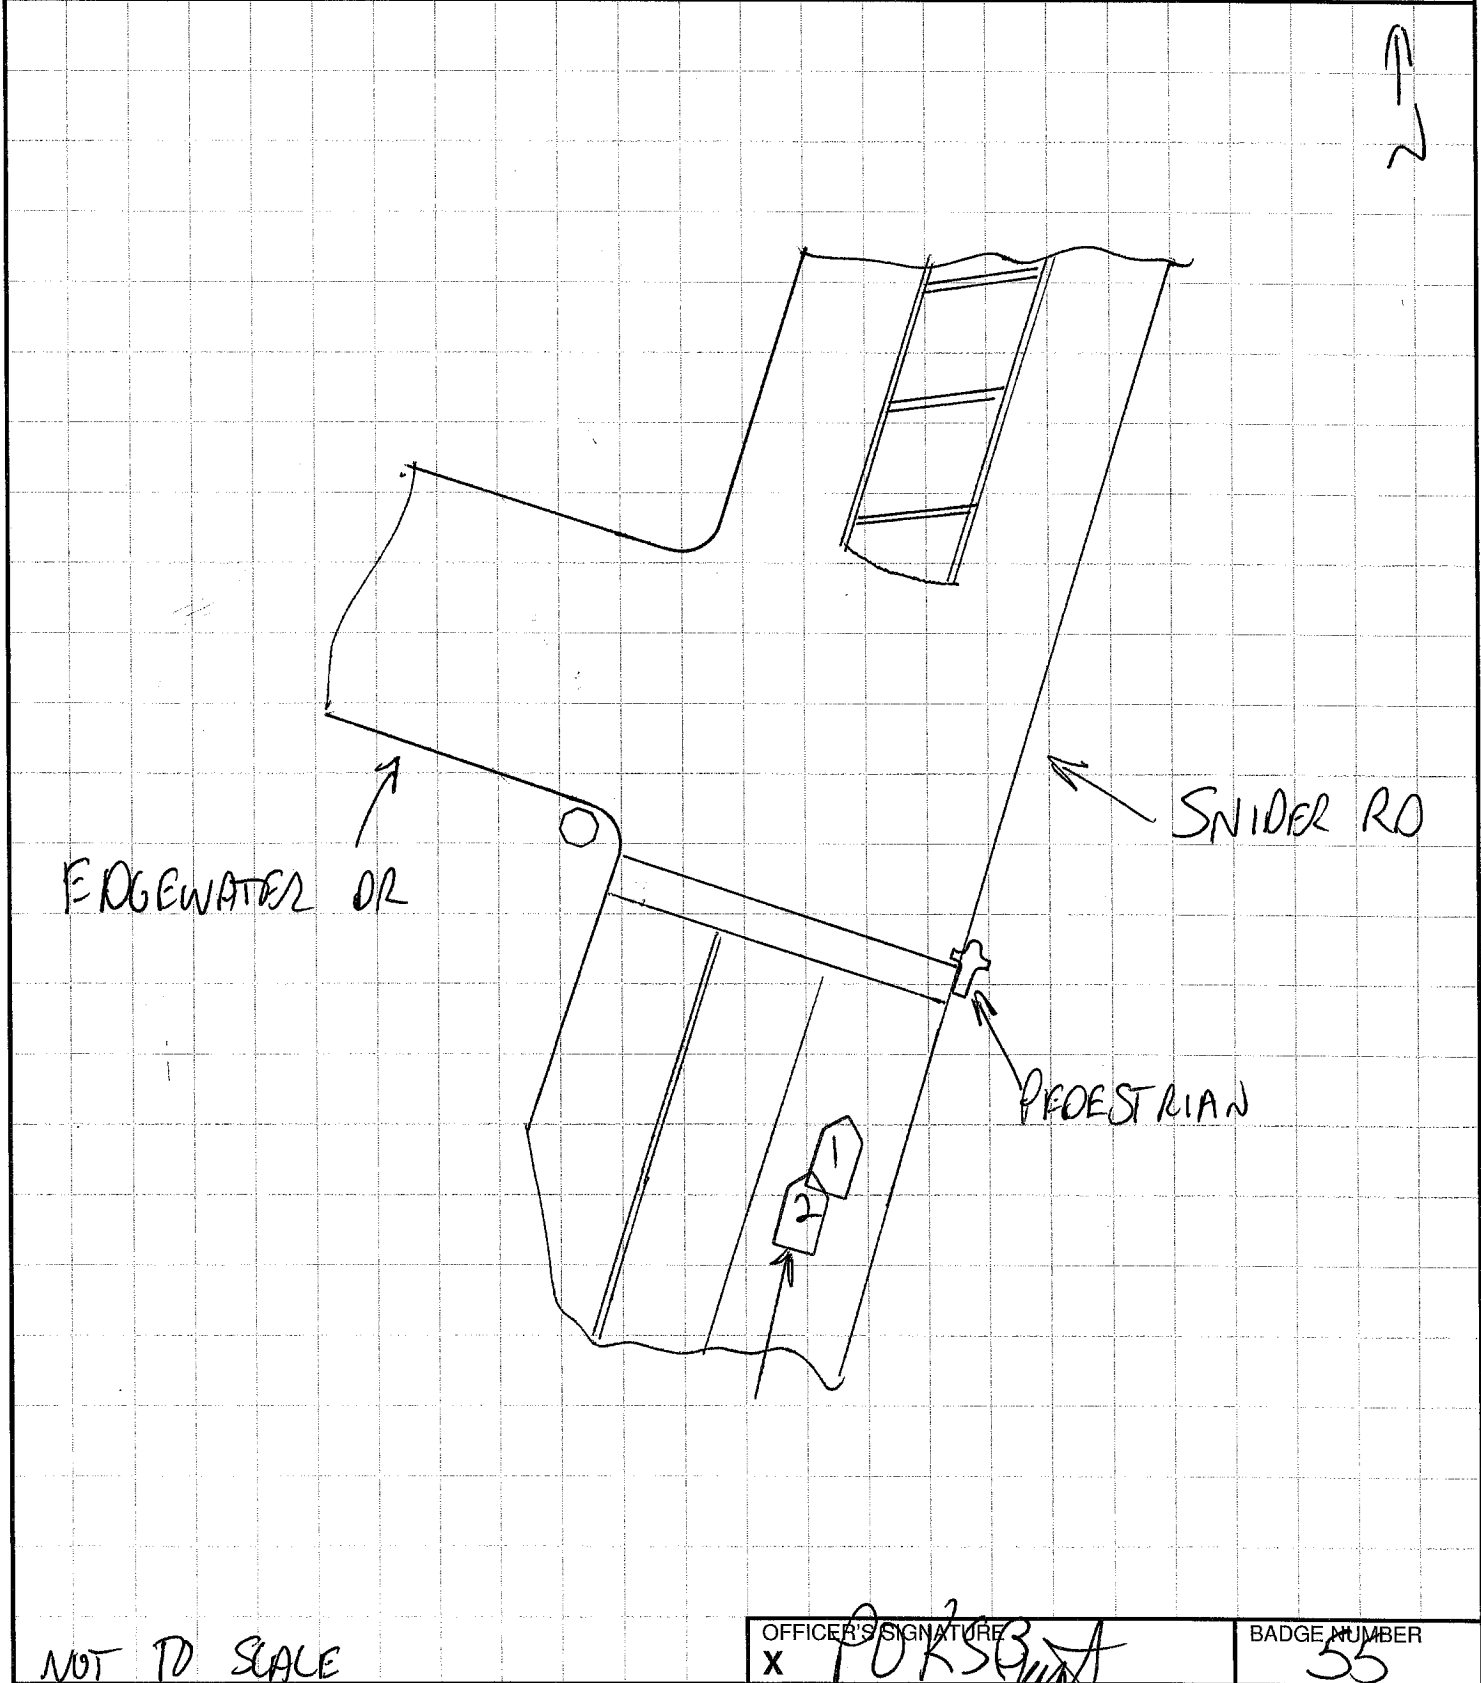 N
SNIDER RD
EDGEWATER DR
PEDESTRIAN
1
2
NOT TO SCALE
OFFICER'S SIGNATURE
X
BADGE NUMBER
55